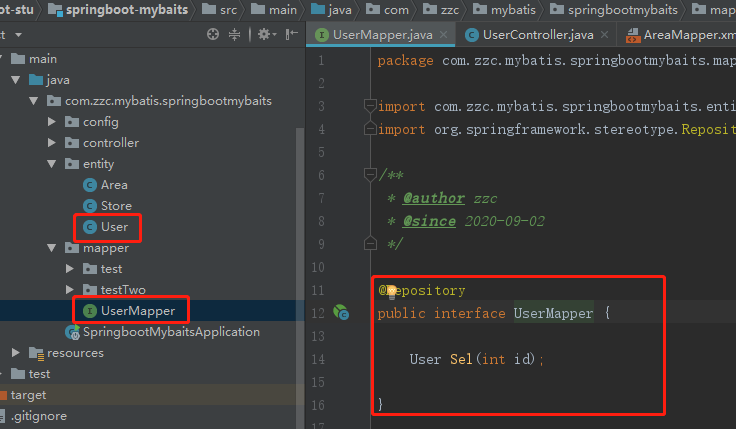 ot-stu springboot-mybaits src main java com zzc mybatis springbootmybaits map
ct UserMapper.java UserController.java AreaMapper.xm
main
java
com.zzc.mybatis.springbootmybaits
config
controller
entity
Area
Store
User
mapper
test
testTwo
UserMapper
SpringbootMybaitsApplication
resources
test
target
.gitignore
1 package com.zzc.mybatis.springbootmybaits.map
2
3 import com.zzc.mybatis.springbootmybaits.enti
4 import org.springframework.stereotype.Reposit
5
6 /**
7 * @author zzc
8 * @since 2020-09-02
9 */
10
11 @Repository
12 public interface UserMapper {
13
14 User Sel(int id);
15
16 }